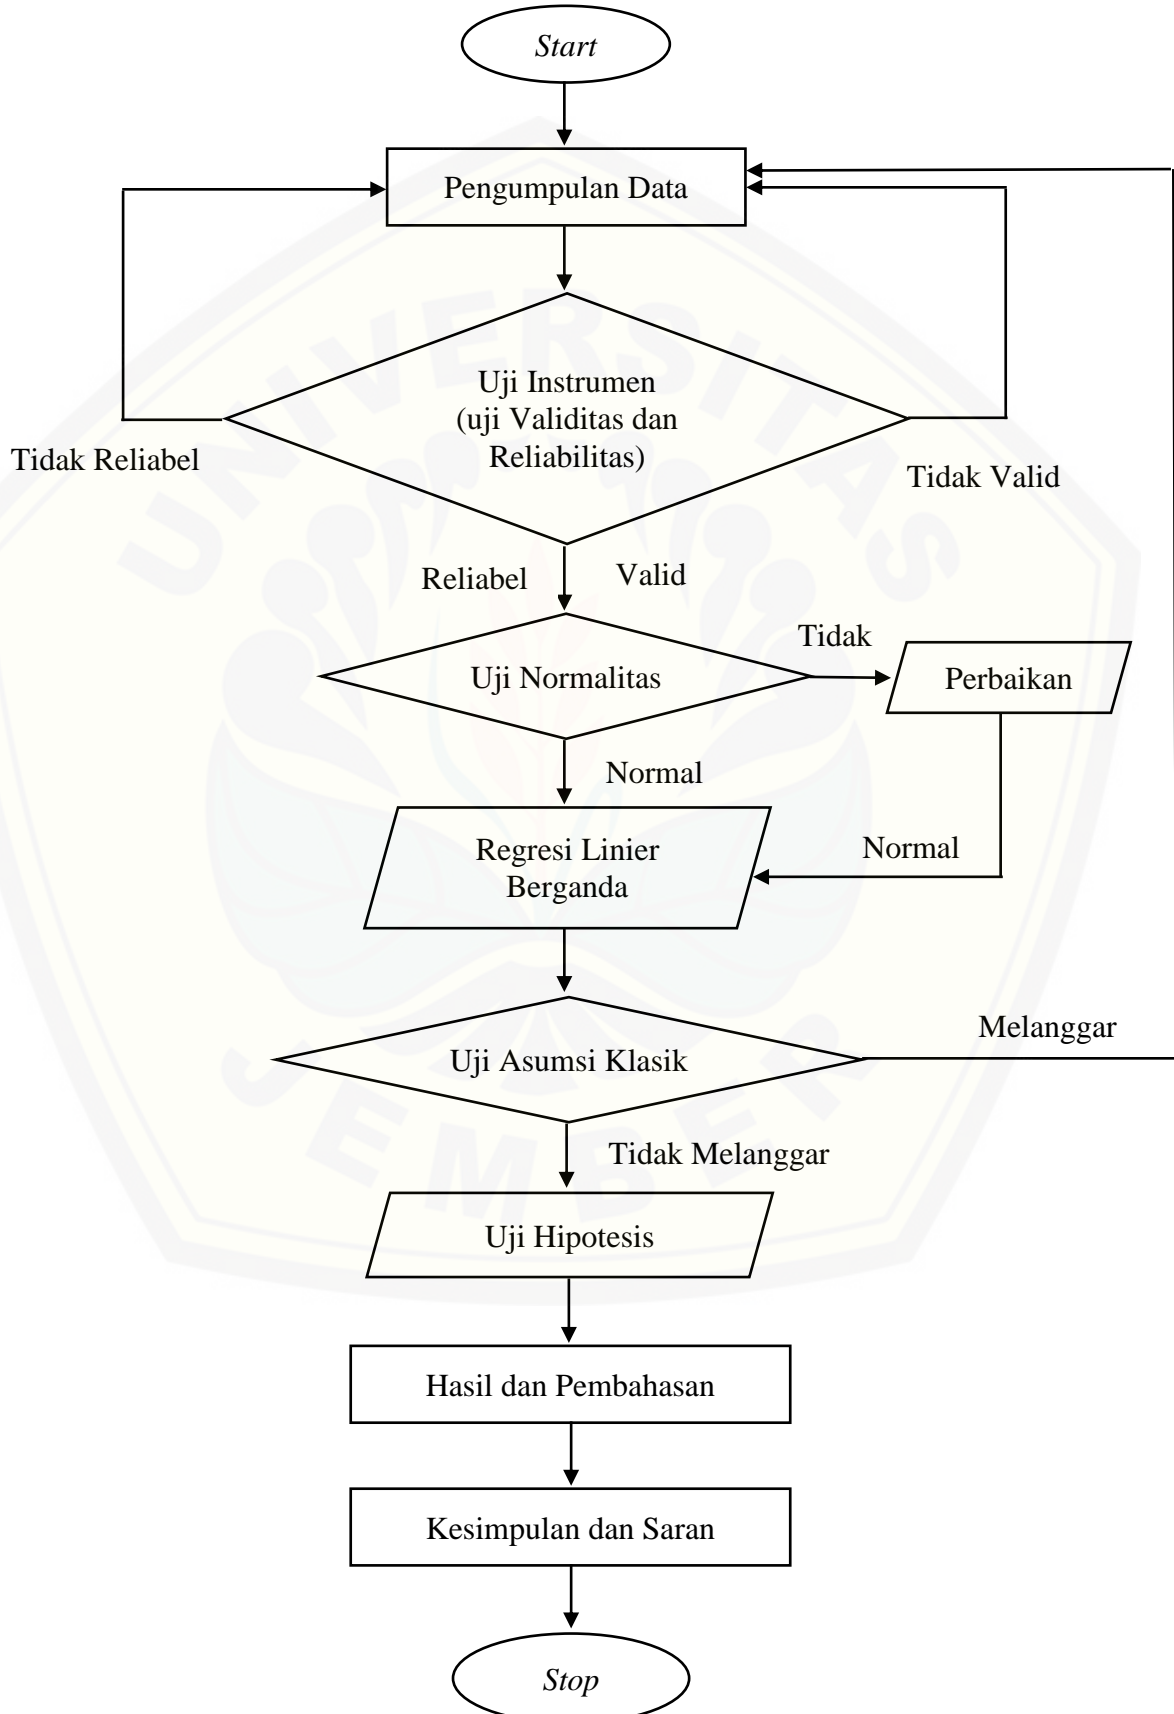 Start
Pengumpulan Data
Uji Instrumen
(uji Validitas dan
Reliabilitas)
Tidak Reliabel
Tidak Valid
Reliabel
Valid
Tidak
Uji Normalitas
Perbaikan
Normal
Regresi Linier
Berganda
Normal
Melanggar
Uji Asumsi Klasik
Tidak Melanggar
Uji Hipotesis
Hasil dan Pembahasan
Kesimpulan dan Saran
Stop
UNIVERSITAS
JEMBER